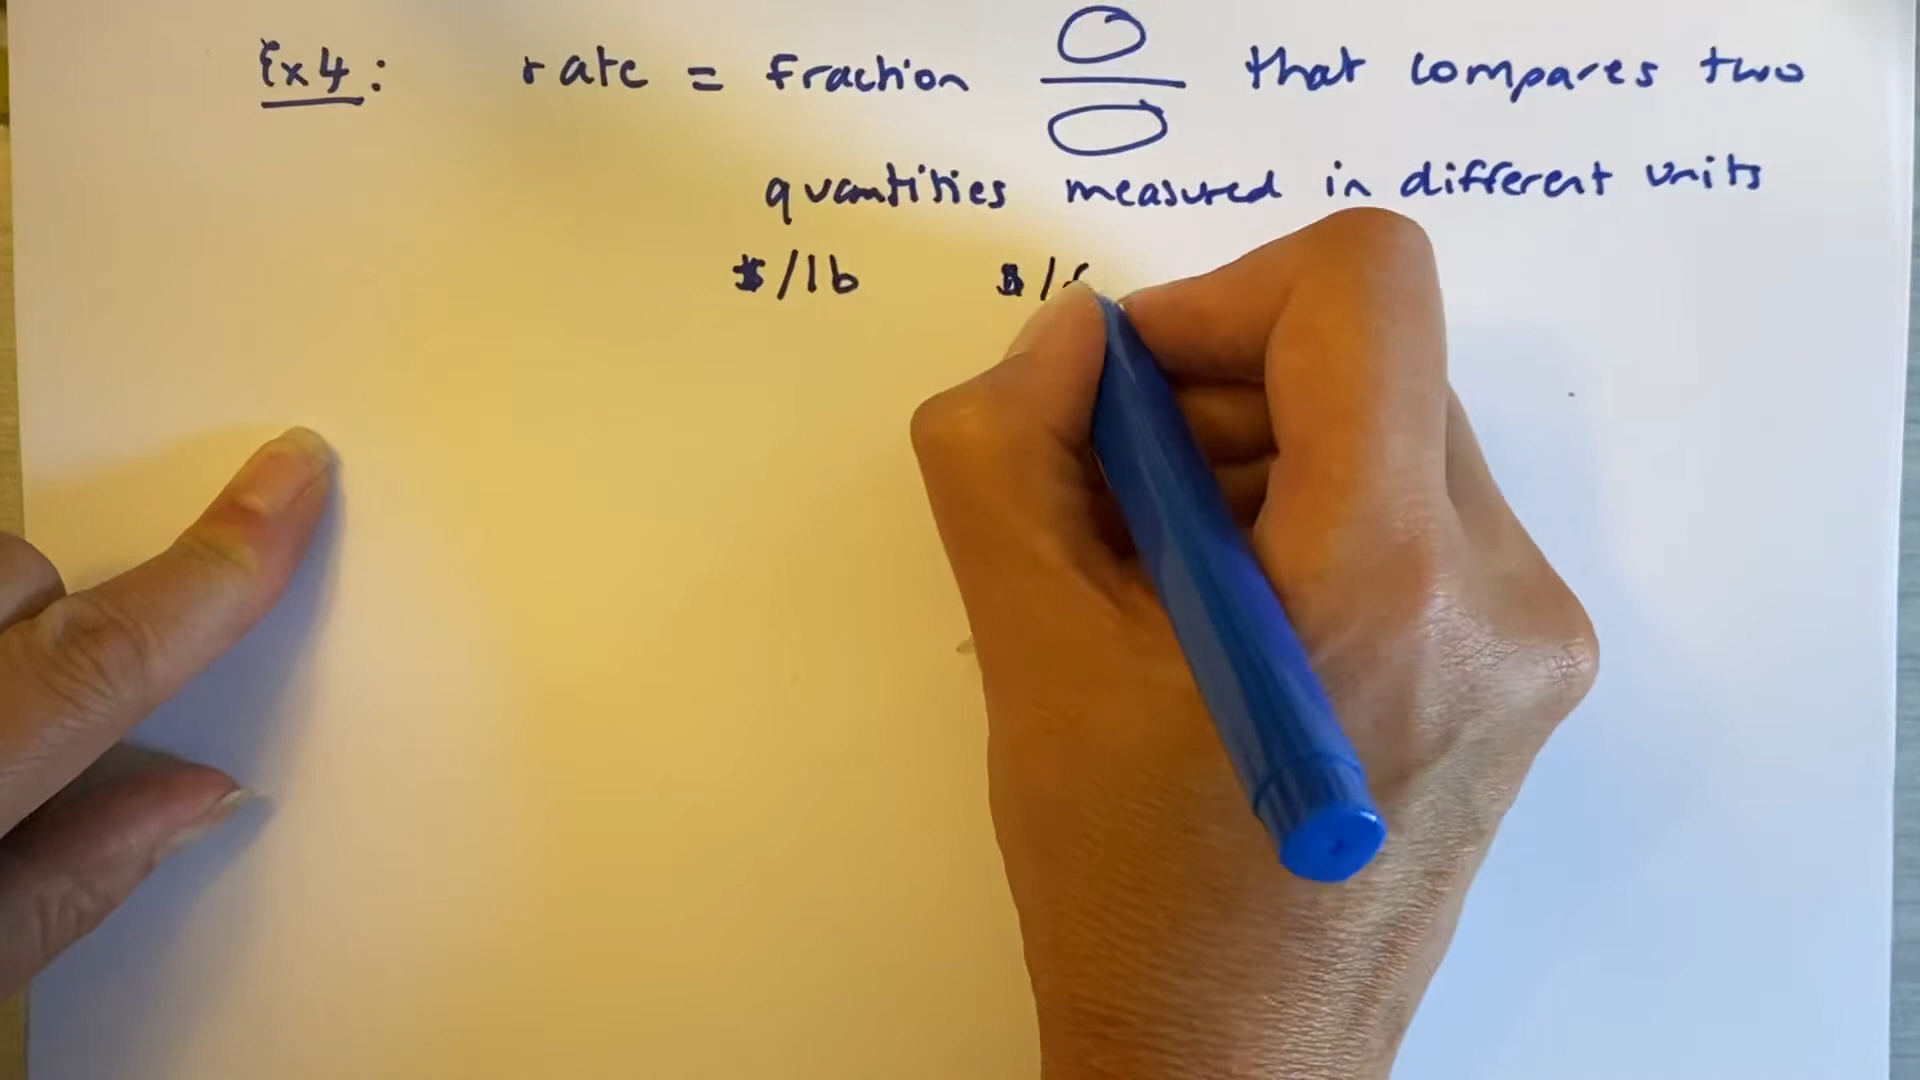 Ex4: rate = fraction that compares two
quantities measured in different units
$/lb $/